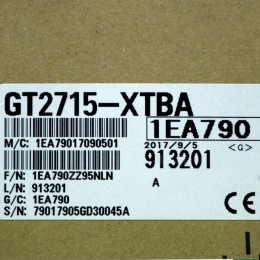 GT2715-XTBA
1EA790
M/C: 1EA79017090501
2017/9/5 <G>
913201
F/N: 1EA790ZZ95NLN
A
L/N: 913201
G/C: 1EA790
S/N: 79017905GD30045A
CE